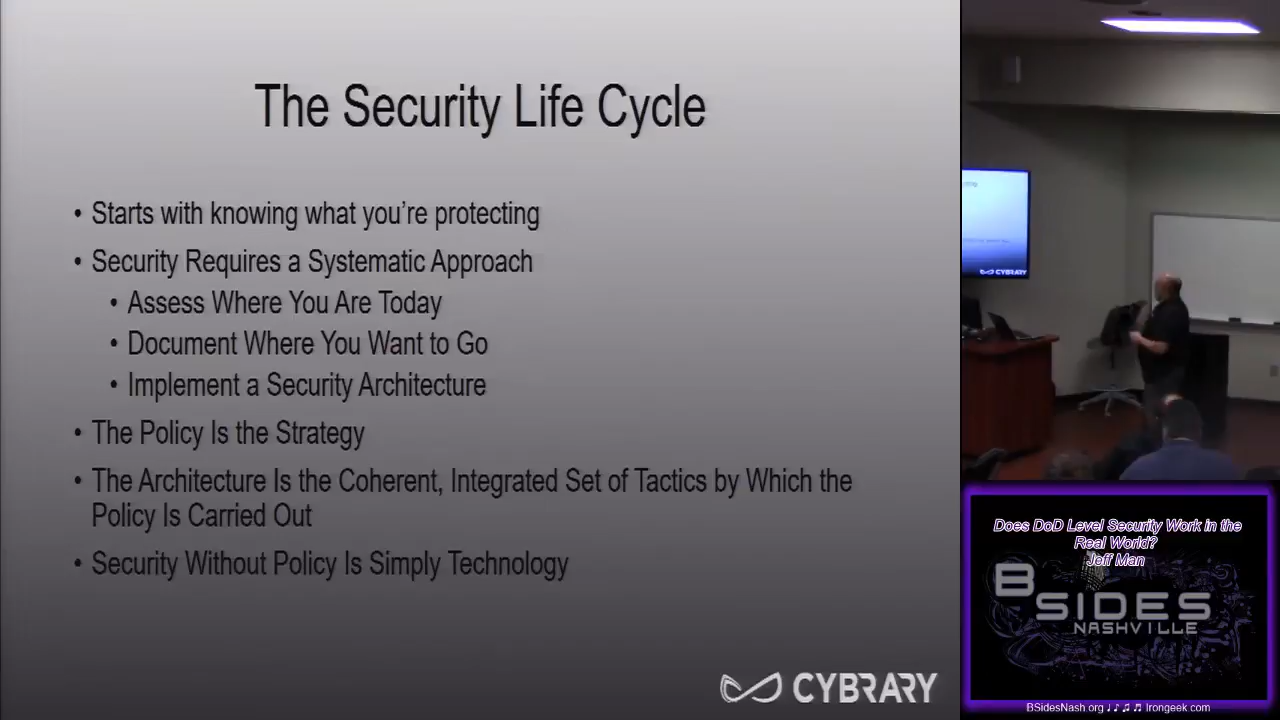 The Security Life Cycle
• Starts with knowing what you're protecting
• Security Requires a Systematic Approach
• Assess Where You Are Today
• Document Where You Want to Go
• Implement a Security Architecture
• The Policy Is the Strategy
• The Architecture Is the Coherent, Integrated Set of Tactics by Which the
Policy Is Carried Out
• Security Without Policy Is Simply Technology
CYBRARY
CYBRARY
Does DoD Level Security Work in the
Real World?
Jeff Man
BSIDES
NASHVILLE
BSidesNash.org ♩ ♪ ♫ ♬ Irongeek.com